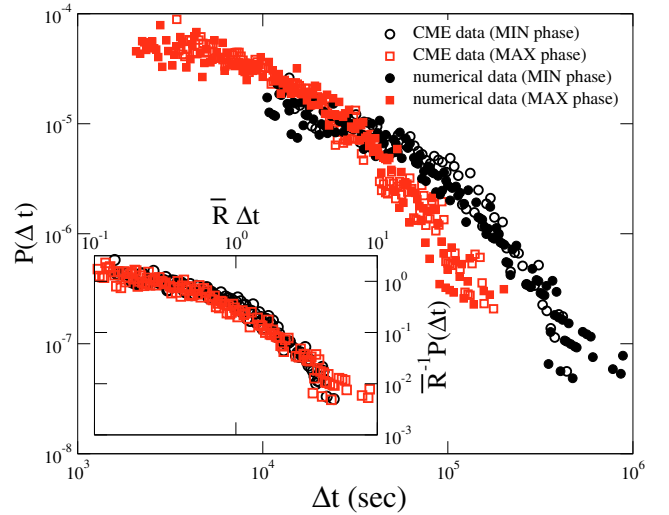 10^-4
CME data (MIN phase)
CME data (MAX phase)
numerical data (MIN phase)
numerical data (MAX phase)
10^-5
P(Δ t)
R̅ Δt
10^-1 10^0 10^1
10^-6
10^0
10^-1
R̅^-1 P(Δt)
10^-7
10^-2
10^-3
10^-8
10^3 10^4 10^5 10^6
Δt (sec)